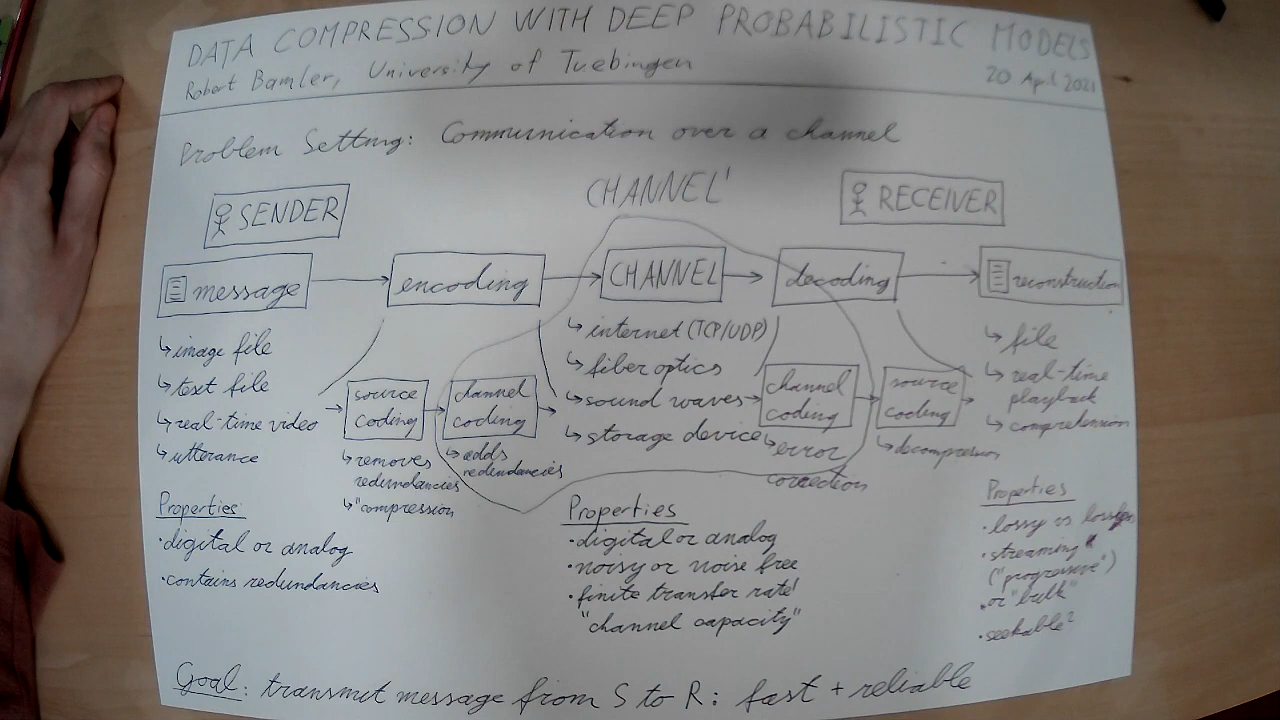 DATA COMPRESSION WITH DEEP PROBABILISTIC MODELS
Robert Bamler, University of Tuebingen
20 April 2021
Problem Setting: Communication over a channel
SENDER
CHANNEL'
RECEIVER
message
encoding
CHANNEL
decoding
reconstruction
↳ image file
↳ text file
↳ real-time video
↳ utterance
source
coding
channel
coding
↳ removes
redundancies
↳ "compression
↳ adds
redundancies
↳ internet (TCP/UDP)
↳ fiber optics
↳ sound waves
↳ storage device
channel
coding
source
coding
↳ error
correction
↳ decompression
↳ file
↳ real-time
playback
↳ comprehension
Properties
· digital or analog
· contains redundancies
Properties
· digital or analog
· noisy or noise free
· finite transfer rate
"channel capacity"
Properties
· lossy vs lossless
· streaming"
("progressive")
· or "bulk"
· seekable?
Goal: transmit message from S to R: fast + reliable